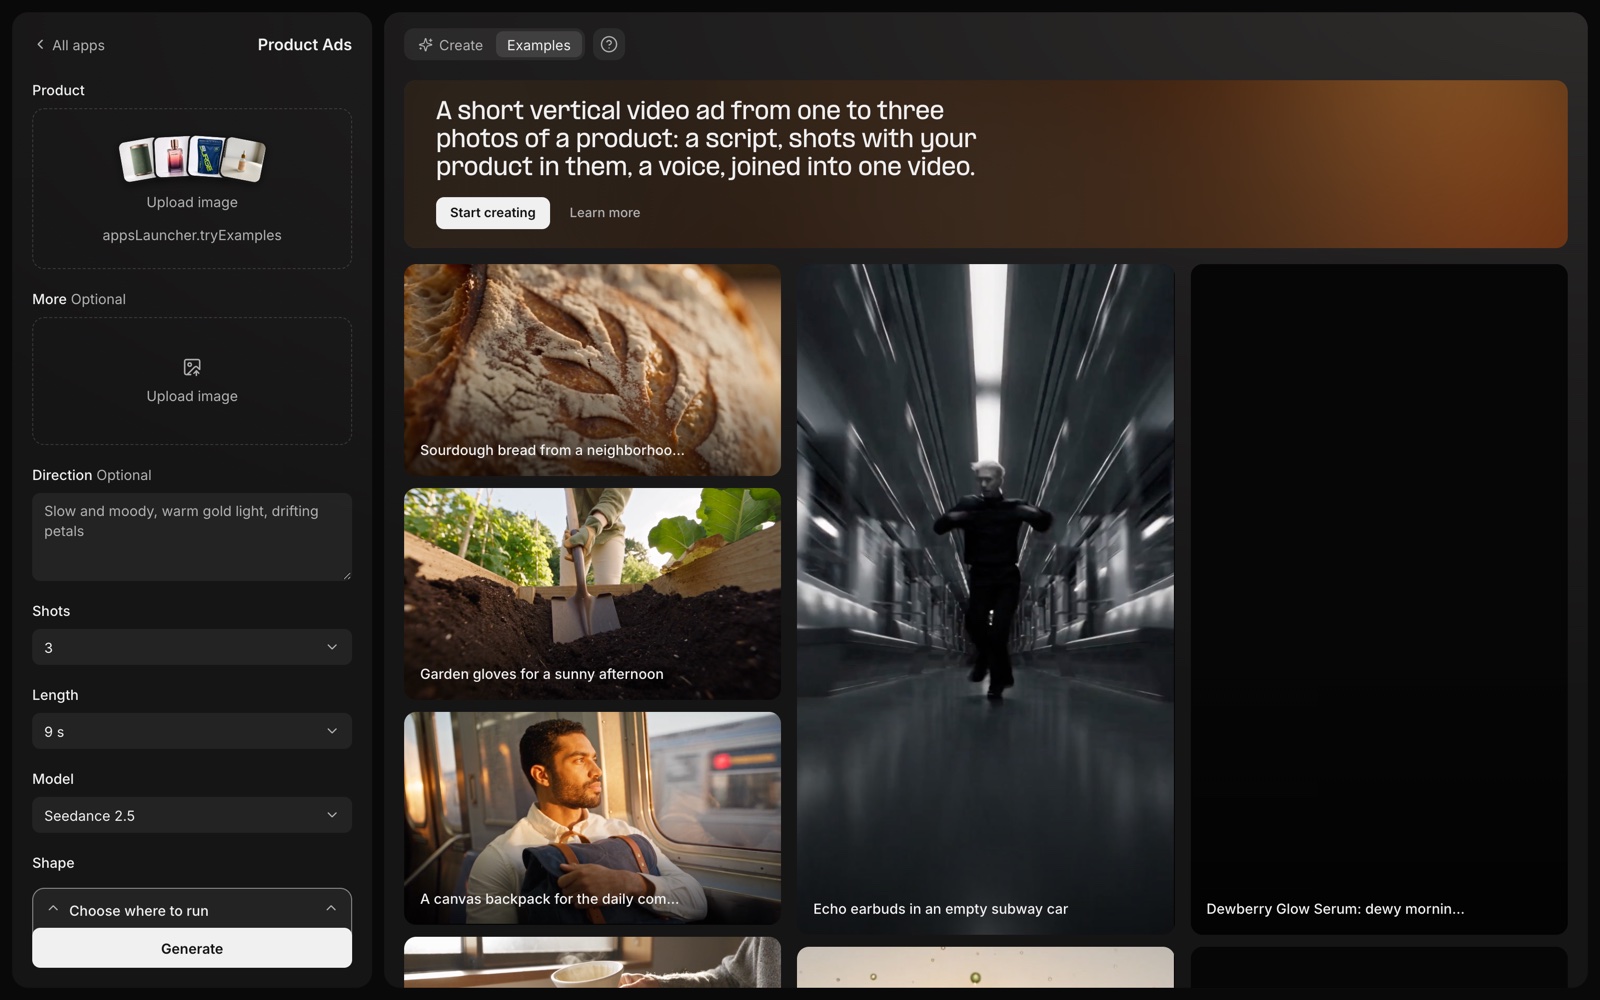 All apps
Product Ads
Product
Upload image
appsLauncher.tryExamples
More Optional
Upload image
Direction Optional
Slow and moody, warm gold light, drifting
petals
Shots
3
Length
9 s
Model
Seedance 2.5
Shape
Choose where to run
Generate
Create
Examples
A short vertical video ad from one to three
photos of a product: a script, shots with your
product in them, a voice, joined into one video.
Start creating
Learn more
Sourdough bread from a neighborhoo...
Garden gloves for a sunny afternoon
A canvas backpack for the daily com...
Echo earbuds in an empty subway car
Dewberry Glow Serum: dewy mornin...